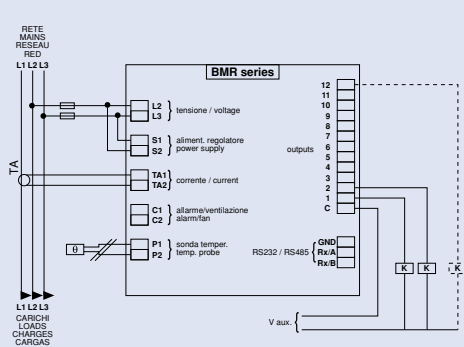 RETE
MAINS
RESEAU
RED
L1 L2 L3
BMR series
L2
L3
tensione / voltage
S1
S2
aliment. regolatore
power supply
TA
TA1
TA2
corrente / current
C1
C2
allarme/ventilazione
alarm/fan
θ
P1
P2
sonda temper.
temp. probe
12
11
10
9
8
7
6
5
4
3
2
1
C
outputs
RS232 / RS485
GND
Rx/A
Rx/B
K
K
K
V aux.
L1 L2 L3
CARICHI
LOADS
CHARGES
CARGAS